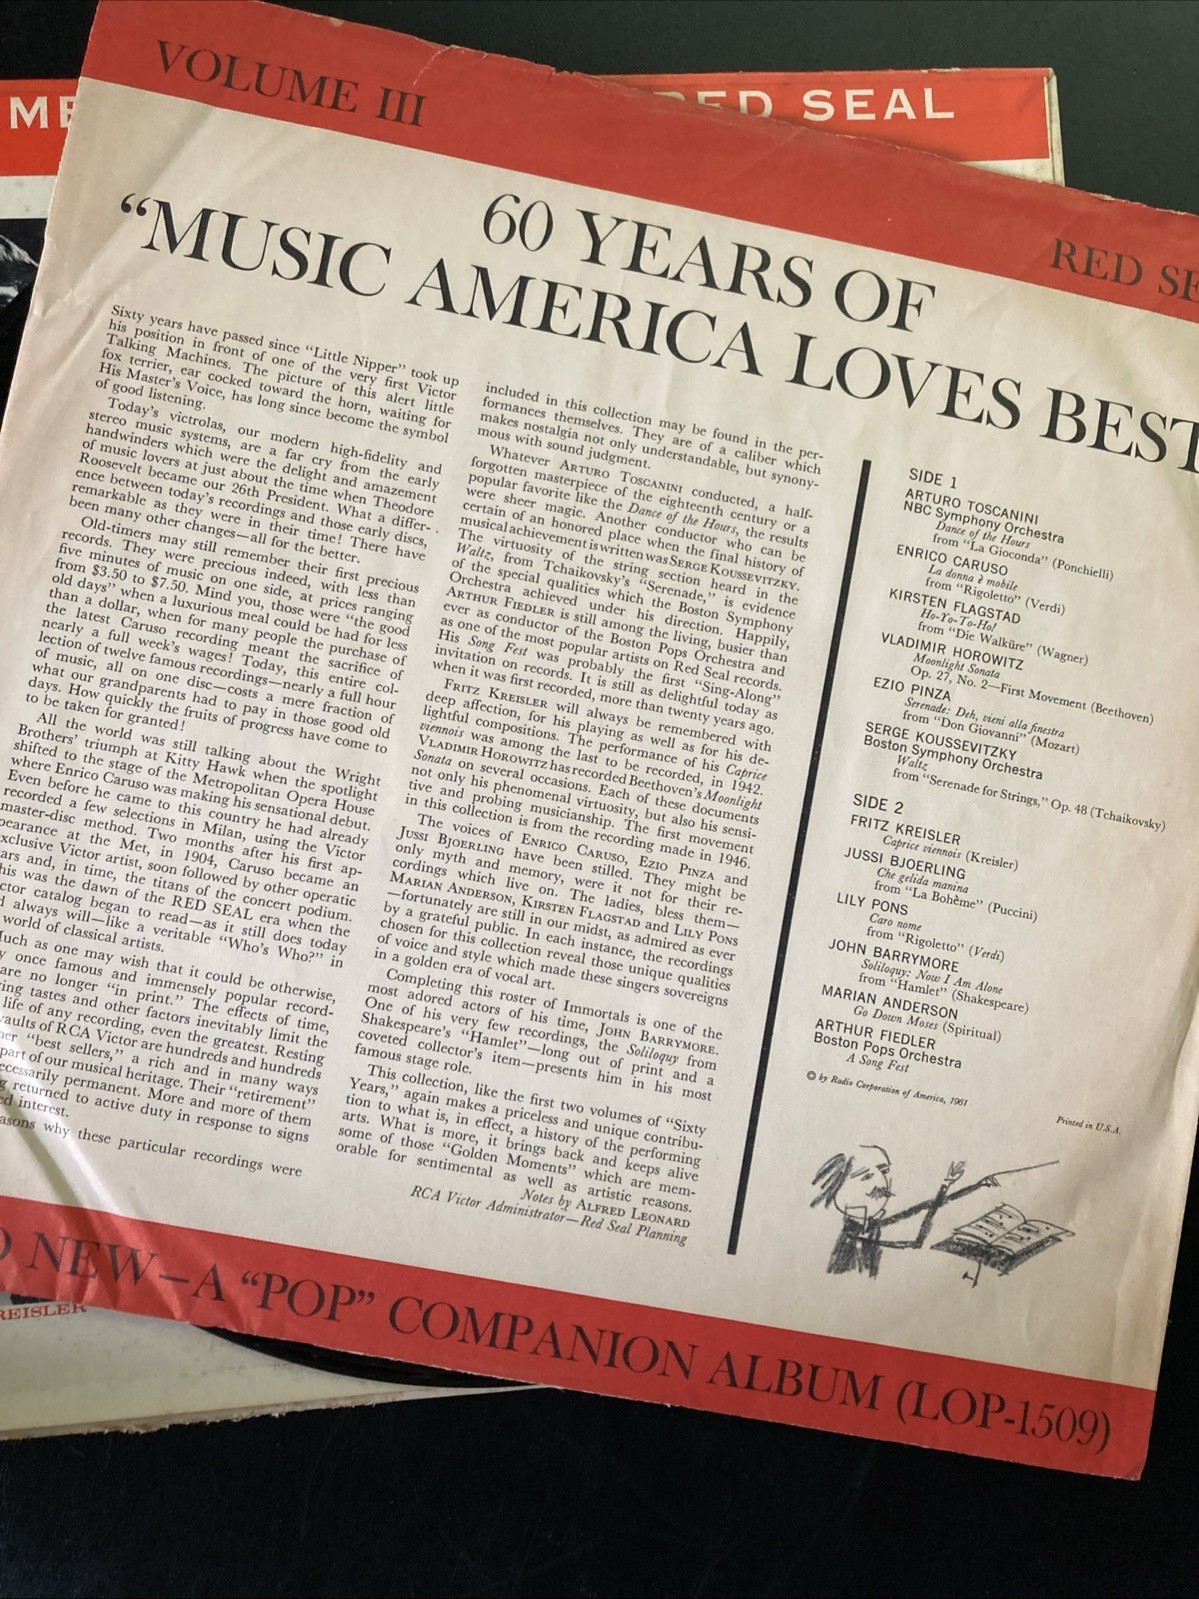 ME
RED SEAL
VOLUME III
RED SE
60 YEARS OF
“MUSIC AMERICA LOVES BEST
Sixty years have passed since “Little Nipper” took up
his position in front of one of the very first Victor
Talking Machines. The picture of this alert little
fox terrier, ear cocked toward the horn, waiting for
His Master’s Voice, has long since become the symbol
of good listening.
Today’s victrolas, our modern high-fidelity and
stereo music systems, are a far cry from the early
handwinders which were the delight and amazement
of music lovers at just about the time when Theodore
Roosevelt became our 26th President. What a differ-
ence between today’s recordings and those early discs,
remarkable as they were in their time! There have
been many other changes—all for the better.
Old-timers may still remember their first precious
records. They were precious indeed, with less than
five minutes of music on one side, at prices ranging
from $3.50 to $7.50. Mind you, those were “the good
old days” when a luxurious meal could be had for less
than a dollar, when for many people the purchase of
the latest Caruso recording meant the sacrifice of
nearly a full week’s wages! Today, this entire col-
lection of twelve famous recordings—nearly a full hour
of music, all on one disc—costs a mere fraction of
what our grandparents had to pay in those good old
days. How quickly the fruits of progress have come to
to be taken for granted!
All the world was still talking about the Wright
Brothers’ triumph at Kitty Hawk when the spotlight
shifted to the stage of the Metropolitan Opera House
where Enrico Caruso was making his sensational debut.
Even before he came to this country he had already
recorded a few selections in Milan, using the Victor
master-disc method. Two months after his first ap-
pearance at the Met, in 1904, Caruso became an
xclusive Victor artist, soon followed by other operatic
ars and, in time, the titans of the concert podium.
his was the dawn of the RED SEAL era when the
ctor catalog began to read—as it still does today
d always will—like a veritable “Who’s Who?” in
world of classical artists.
Much as one may wish that it could be otherwise,
y once famous and immensely popular record-
are no longer “in print.” The effects of time,
ring tastes and other factors inevitably limit the
life of any recording, even the greatest. Resting
vaults of RCA Victor are hundreds and hundreds
her “best sellers,” a rich and in many ways
part of our musical heritage. Their “retirement”
ecessarily permanent. More and more of them
g returned to active duty in response to signs
ed interest.
asons why these particular recordings were
included in this collection may be found in the per-
formances themselves. They are of a caliber which
makes nostalgia not only understandable, but synony-
mous with sound judgment.
Whatever ARTURO TOSCANINI conducted, a half-
forgotten masterpiece of the eighteenth century or a
popular favorite like the Dance of the Hours, the results
were sheer magic. Another conductor who can be
certain of an honored place when the final history of
musical achievement is written was SERGE KOUSSEVITZKY.
The virtuosity of the string section heard in the
Waltz, from Tchaikovsky’s “Serenade,” is evidence
of the special qualities which the Boston Symphony
Orchestra achieved under his direction. Happily,
ARTHUR FIEDLER is still among the living, busier than
ever as conductor of the Boston Pops Orchestra and
as one of the most popular artists on Red Seal records.
His Song Fest was probably the first “Sing-Along”
invitation on records. It is still as delightful today as
when it was first recorded, more than twenty years ago.
FRITZ KREISLER will always be remembered with
deep affection, for his playing as well as for his de-
lightful compositions. The performance of his Caprice
viennois was among the last to be recorded, in 1942.
VLADIMIR HOROWITZ has recorded Beethoven’s Moonlight
Sonata on several occasions. Each of these documents
not only his phenomenal virtuosity, but also his sensi-
tive and probing musicianship. The first movement
in this collection is from the recording made in 1946.
The voices of ENRICO CARUSO, EZIO PINZA and
JUSSI BJOERLING have been stilled. They might be
only myth and memory, were it not for their re-
cordings which live on. The ladies, bless them—
MARIAN ANDERSON, KIRSTEN FLAGSTAD and LILY PONS
—fortunately are still in our midst, as admired as ever
by a grateful public. In each instance, the recordings
chosen for this collection reveal those unique qualities
of voice and style which made these singers sovereigns
in a golden era of vocal art.
Completing this roster of Immortals is one of the
most adored actors of his time, JOHN BARRYMORE.
One of his very few recordings, the Soliloquy from
Shakespeare’s “Hamlet”—long out of print and a
coveted collector’s item—presents him in his most
famous stage role.
This collection, like the first two volumes of “Sixty
Years,” again makes a priceless and unique contribu-
tion to what is, in effect, a history of the performing
arts. What is more, it brings back and keeps alive
some of those “Golden Moments” which are mem-
orable for sentimental as well as artistic reasons.
Notes by ALFRED LEONARD
RCA Victor Administrator—Red Seal Planning
SIDE 1
ARTURO TOSCANINI
NBC Symphony Orchestra
Dance of the Hours
from “La Gioconda” (Ponchielli)
ENRICO CARUSO
La donna è mobile
from “Rigoletto” (Verdi)
KIRSTEN FLAGSTAD
Ho-Yo-To-Ho!
from “Die Walküre” (Wagner)
VLADIMIR HOROWITZ
Moonlight Sonata
Op. 27, No. 2—First Movement (Beethoven)
EZIO PINZA
Serenade: Deh, vieni alla finestra
from “Don Giovanni” (Mozart)
SERGE KOUSSEVITZKY
Boston Symphony Orchestra
Waltz
from “Serenade for Strings,” Op. 48 (Tchaikovsky)
SIDE 2
FRITZ KREISLER
Caprice viennois (Kreisler)
JUSSI BJOERLING
Che gelida manina
from “La Bohème” (Puccini)
LILY PONS
Caro nome
from “Rigoletto” (Verdi)
JOHN BARRYMORE
Soliloquy: Now I Am Alone
from “Hamlet” (Shakespeare)
MARIAN ANDERSON
Go Down Moses (Spiritual)
ARTHUR FIEDLER
Boston Pops Orchestra
A Song Fest
© by Radio Corporation of America, 1961
Printed in U.S.A.
D NEW—A “POP” COMPANION ALBUM (LOP-1509)
REISLER